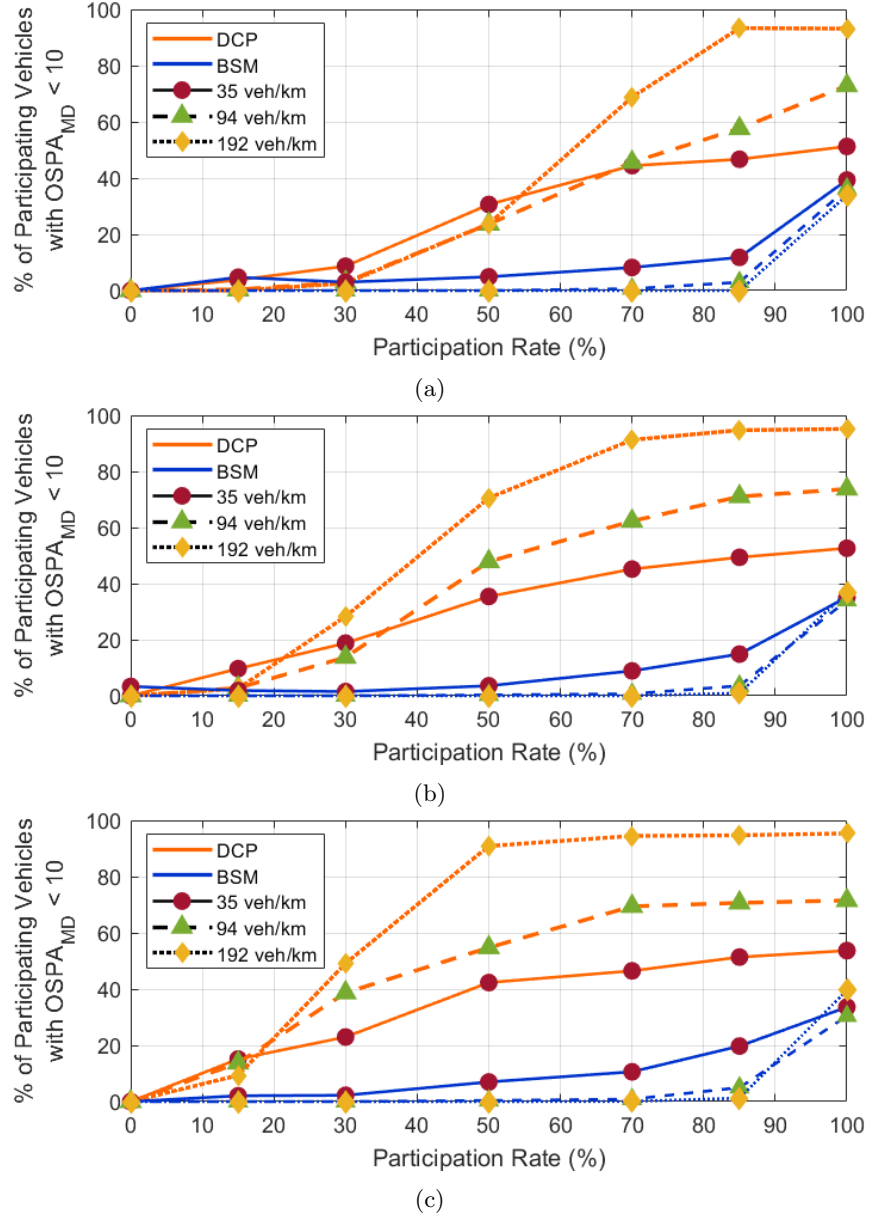 % of Participating Vehicles
with OSPA_MD < 10
100
80
60
40
20
0
DCP
BSM
35 veh/km
94 veh/km
192 veh/km
0 10 20 30 40 50 60 70 80 90 100
Participation Rate (%)
(a)
% of Participating Vehicles
with OSPA_MD < 10
100
80
60
40
20
0
DCP
BSM
35 veh/km
94 veh/km
192 veh/km
0 10 20 30 40 50 60 70 80 90 100
Participation Rate (%)
(b)
% of Participating Vehicles
with OSPA_MD < 10
100
80
60
40
20
0
DCP
BSM
35 veh/km
94 veh/km
192 veh/km
0 10 20 30 40 50 60 70 80 90 100
Participation Rate (%)
(c)